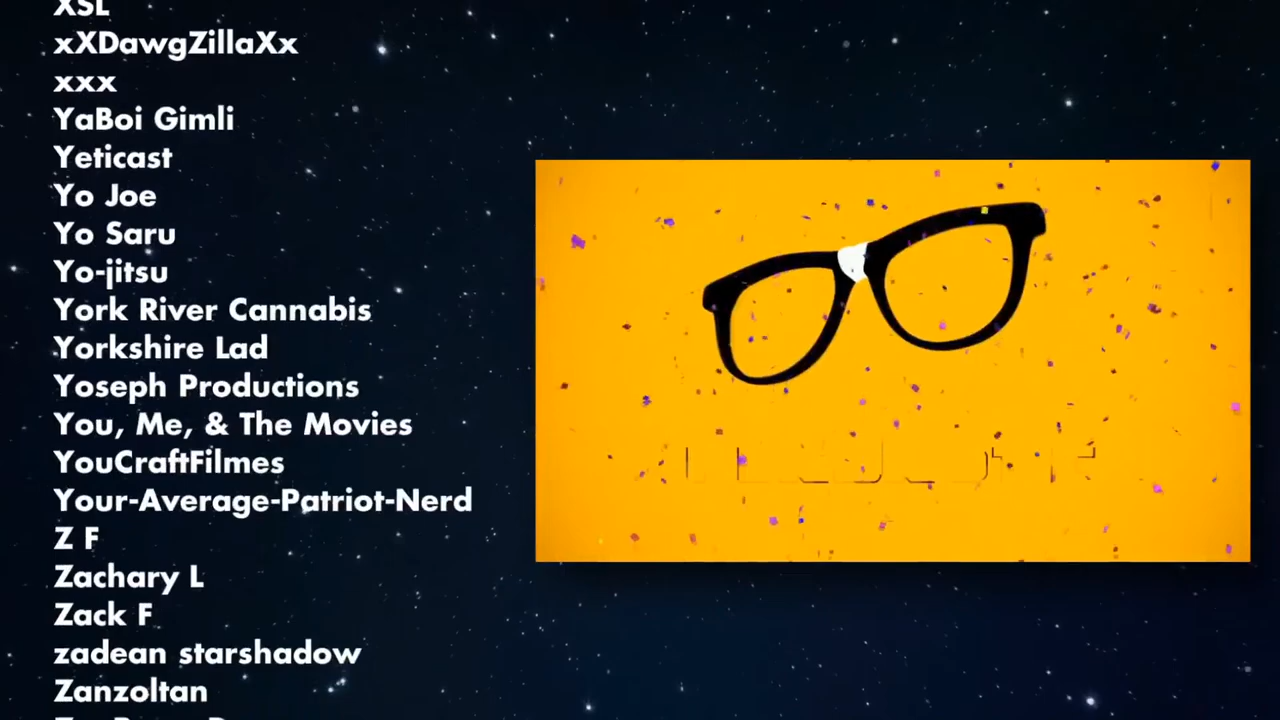 XSL
xXDawgZillaXx
xxx
YaBoi Gimli
Yeticast
Yo Joe
Yo Saru
Yo-jitsu
York River Cannabis
Yorkshire Lad
Yoseph Productions
You, Me, & The Movies
YouCraftFilmes
Your-Average-Patriot-Nerd
Z F
Zachary L
Zack F
zadean starshadow
Zanzoltan